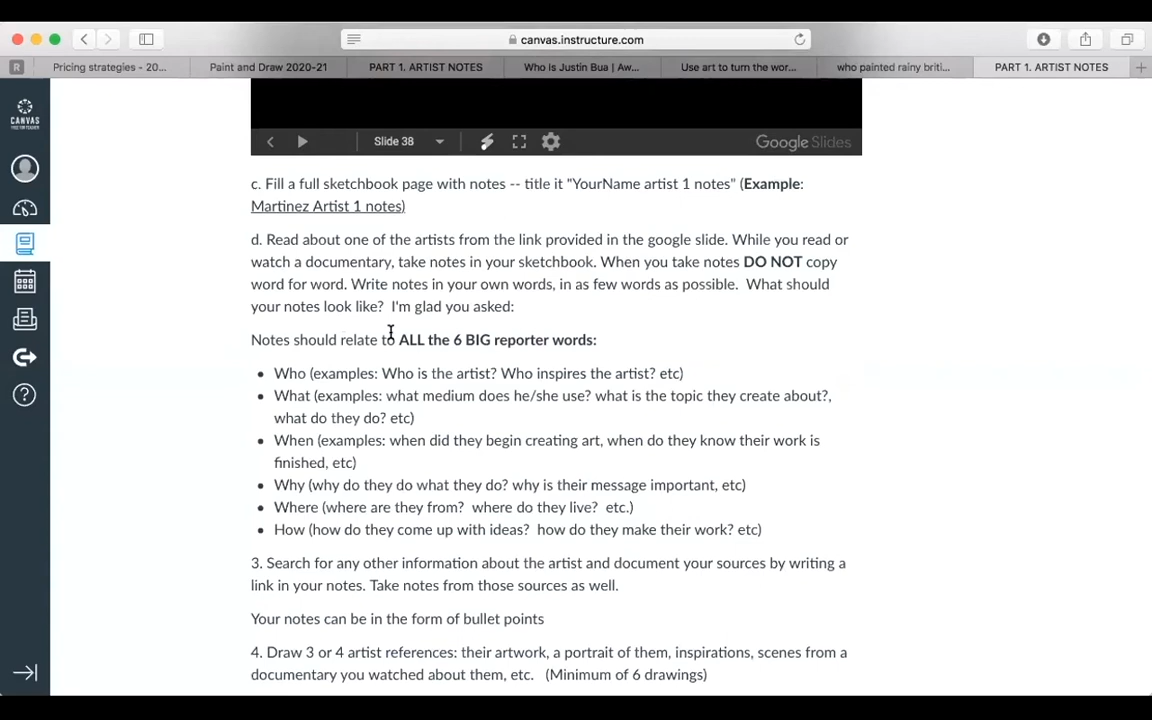 canvas.instructure.com
R
Pricing strategies - 20...
Paint and Draw 2020-21
PART 1. ARTIST NOTES
Who Is Justin Bua | Aw...
Use art to turn the wor...
who painted rainy briti...
PART 1. ARTIST NOTES
CANVAS
Slide 38
Google Slides
c. Fill a full sketchbook page with notes -- title it "YourName artist 1 notes" (Example:
Martinez Artist 1 notes)
d. Read about one of the artists from the link provided in the google slide. While you read or
watch a documentary, take notes in your sketchbook. When you take notes DO NOT copy
word for word. Write notes in your own words, in as few words as possible. What should
your notes look like? I'm glad you asked:
Notes should relate to ALL the 6 BIG reporter words:
• Who (examples: Who is the artist? Who inspires the artist? etc)
• What (examples: what medium does he/she use? what is the topic they create about?,
what do they do? etc)
• When (examples: when did they begin creating art, when do they know their work is
finished, etc)
• Why (why do they do what they do? why is their message important, etc)
• Where (where are they from? where do they live? etc.)
• How (how do they come up with ideas? how do they make their work? etc)
3. Search for any other information about the artist and document your sources by writing a
link in your notes. Take notes from those sources as well.
Your notes can be in the form of bullet points
4. Draw 3 or 4 artist references: their artwork, a portrait of them, inspirations, scenes from a
documentary you watched about them, etc. (Minimum of 6 drawings)